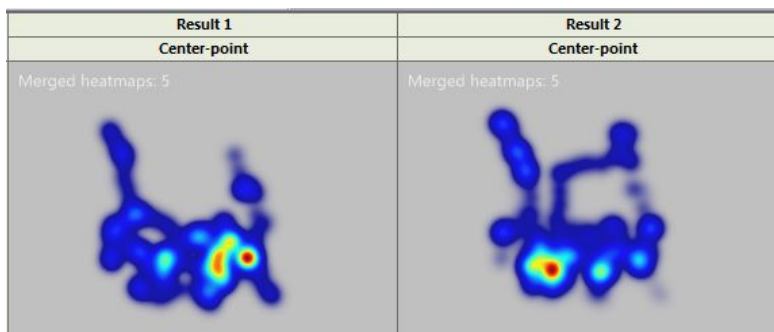 Result 1
Result 2
Center-point
Center-point
Merged heatmaps: 5
Merged heatmaps: 5